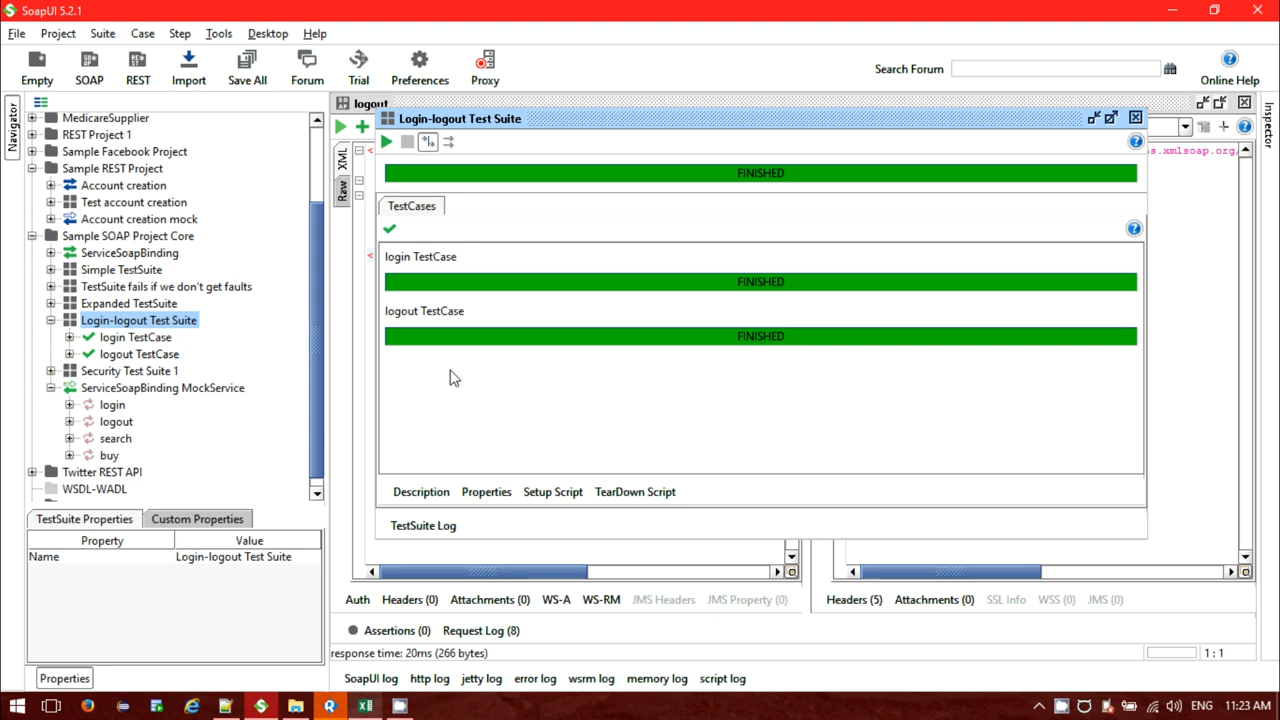 SoapUI 5.2.1
File Project Suite Case Step Tools Desktop Help
Empty SOAP REST Import Save All Forum Trial Preferences Proxy Search Forum Online Help
Navigator
Inspector
MedicareSupplier
REST Project 1
Sample Facebook Project
Sample REST Project
Account creation
Test account creation
Account creation mock
Sample SOAP Project Core
ServiceSoapBinding
Simple TestSuite
TestSuite fails if we don't get faults
Expanded TestSuite
Login-logout Test Suite
login TestCase
logout TestCase
Security Test Suite 1
ServiceSoapBinding MockService
login
logout
search
buy
Twitter REST API
WSDL-WADL
TestSuite Properties Custom Properties
Property Value
Name Login-logout Test Suite
Properties
logout
XML
Raw
s.xmlsoap.org/
Login-logout Test Suite
FINISHED
TestCases
login TestCase
FINISHED
logout TestCase
FINISHED
Description Properties Setup Script TearDown Script
TestSuite Log
Auth Headers (0) Attachments (0) WS-A WS-RM JMS Headers JMS Property (0)
Headers (5) Attachments (0) SSL Info WSS (0) JMS (0)
Assertions (0) Request Log (8)
response time: 20ms (266 bytes) 1 : 1
SoapUI log http log jetty log error log wsrm log memory log script log
ENG 11:23 AM